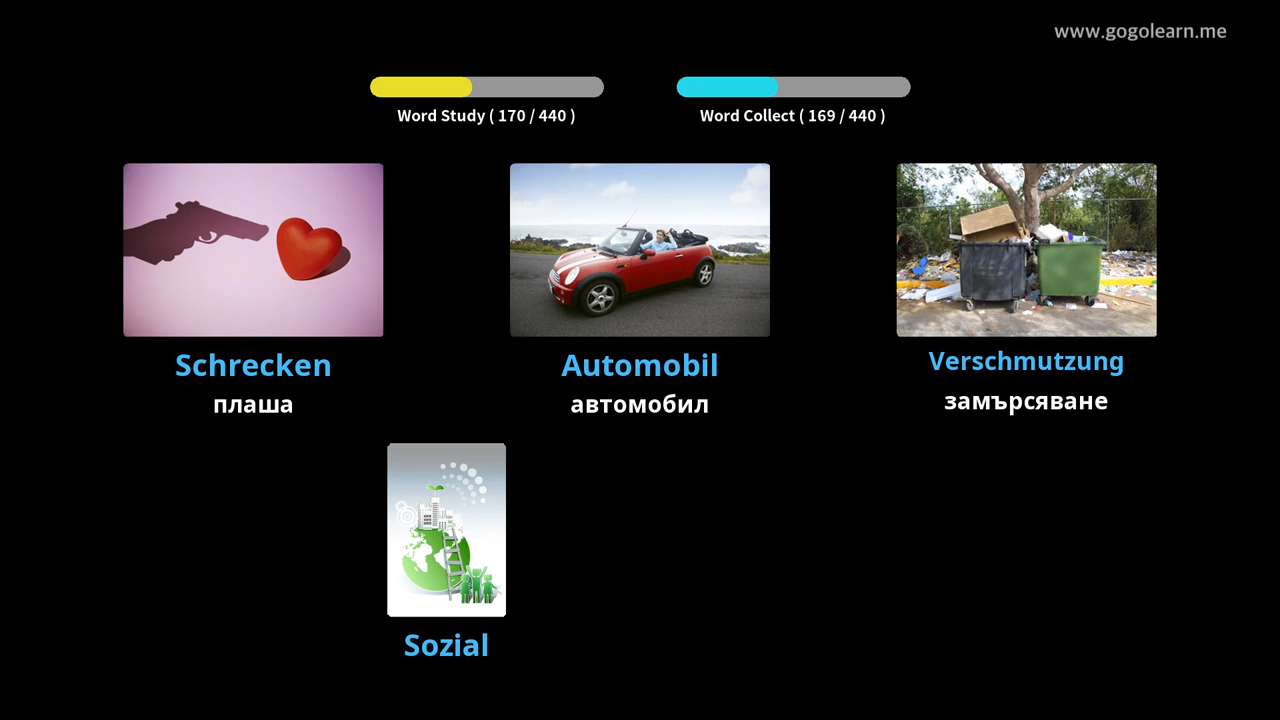 www.gogolearn.me
Word Study ( 170 / 440 )
Word Collect ( 169 / 440 )
Schrecken
плаша
Automobil
автомобил
Verschmutzung
замърсяване
Sozial